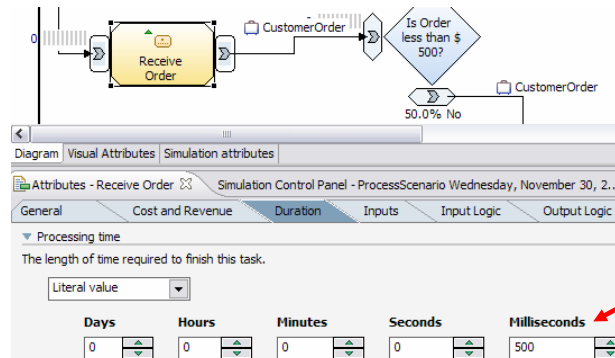 0
CustomerOrder
Is Order
less than $
500?
Receive
Order
CustomerOrder
50.0% No
Diagram Visual Attributes Simulation attributes
Attributes - Receive Order Simulation Control Panel - ProcessScenario Wednesday, November 30, 2...
General Cost and Revenue Duration Inputs Input Logic Output Logic
Processing time
The length of time required to finish this task.
Literal value
Days Hours Minutes Seconds Milliseconds
0 0 0 0 500